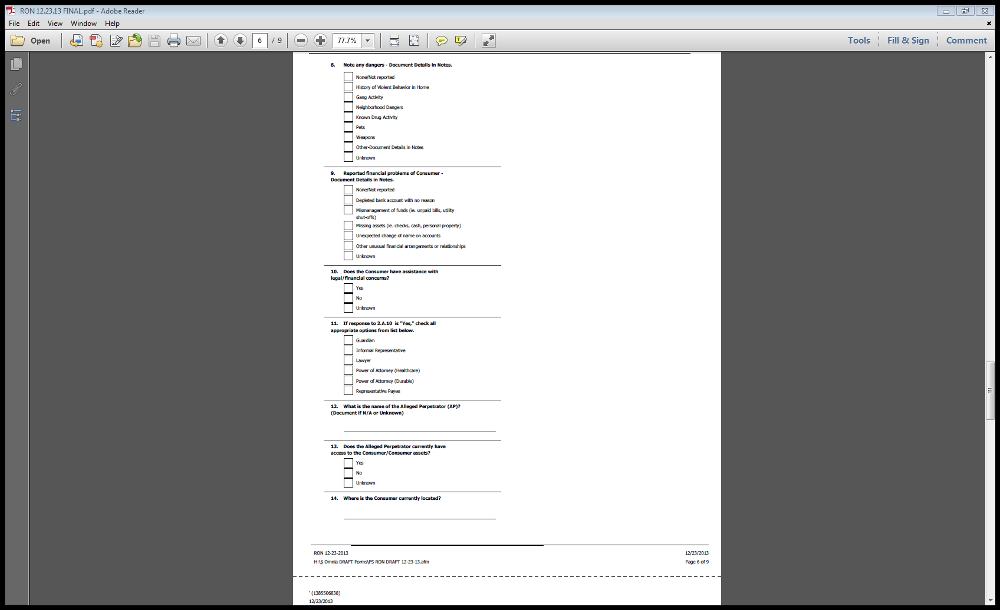 RON 12.23.13 FINAL.pdf - Adobe Reader
File Edit View Window Help
Open 6 / 9 77.7% Tools Fill & Sign Comment
8. Note any dangers - Document Details in Notes.
None/Not reported
History of Violent Behavior in Home
Gang Activity
Neighborhood Dangers
Known Drug Activity
Pets
Weapons
Other-Document Details in Notes
Unknown
9. Reported financial problems of Consumer -
Document Details in Notes.
None/Not reported
Depleted bank account with no reason
Mismanagement of funds (ie. unpaid bills, utility
shut-offs)
Missing assets (ie. checks, cash, personal property)
Unexpected change of name on accounts
Other unusual financial arrangements or relationships
Unknown
10. Does the Consumer have assistance with
legal/financial concerns?
Yes
No
Unknown
11. If response to 2.A.10 is "Yes," check all
appropriate options from list below.
Guardian
Informal Representative
Lawyer
Power of Attorney (Healthcare)
Power of Attorney (Durable)
Representative Payee
12. What is the name of the Alleged Perpetrator (AP)?
(Document if N/A or Unknown)
13. Does the Alleged Perpetrator currently have
access to the Consumer/Consumer assets?
Yes
No
Unknown
14. Where is the Consumer currently located?
RON 12-23-2013 12/23/2013
H:\$ Omnia DRAFT Forms\PS RON DRAFT 12-23-13.afm Page 6 of 9
' (1385506838)
12/23/2013